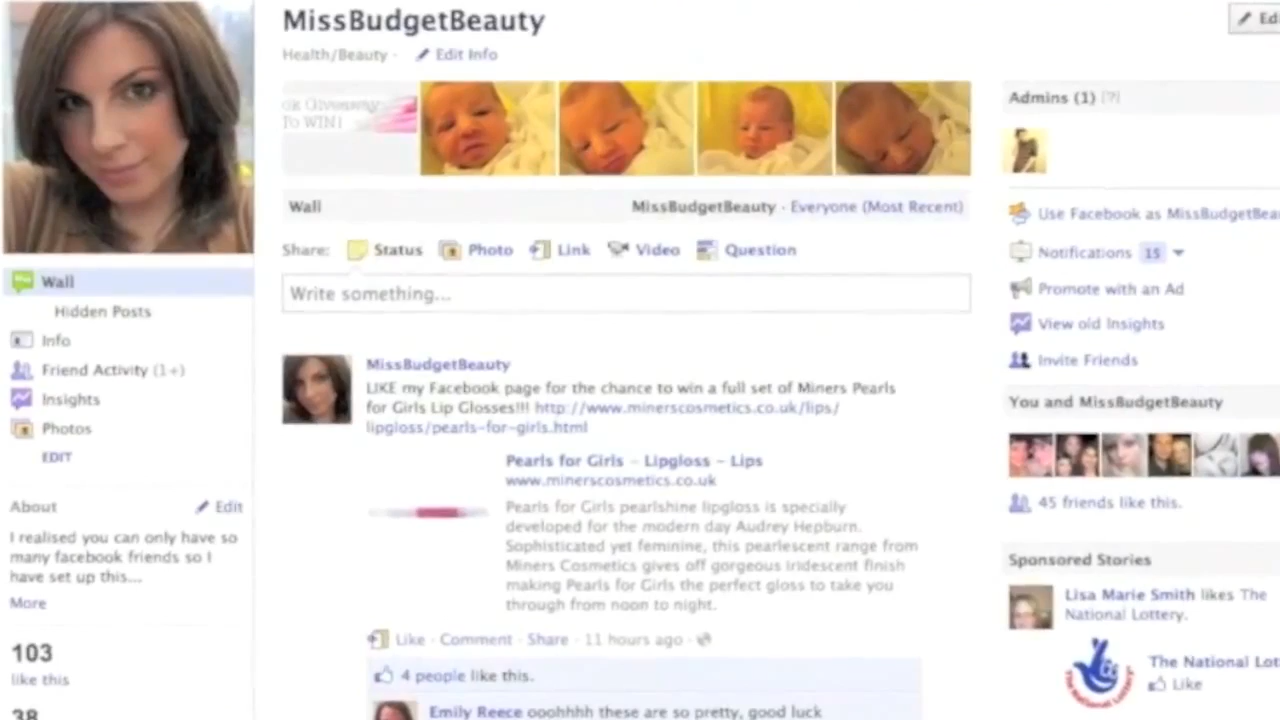 MissBudgetBeauty
Health/Beauty · Edit Info
TO WIN!
Wall
Hidden Posts
Info
Friend Activity (1+)
Insights
Photos
EDIT
About Edit
I realised you can only have so
many facebook friends so I
have set up this...
More
103
like this
38
Wall MissBudgetBeauty · Everyone (Most Recent)
Share: Status Photo Link Video Question
Write something...
MissBudgetBeauty
LIKE my Facebook page for the chance to win a full set of Miners Pearls
for Girls Lip Glosses!!! http://www.minerscosmetics.co.uk/lips/
lipgloss/pearls-for-girls.html
Pearls for Girls - Lipgloss - Lips
www.minerscosmetics.co.uk
Pearls for Girls pearlshine lipgloss is specially
developed for the modern day Audrey Hepburn.
Sophisticated yet feminine, this pearlescent range from
Miners Cosmetics gives off gorgeous iridescent finish
making Pearls for Girls the perfect gloss to take you
through from noon to night.
Like · Comment · Share · 11 hours ago ·
4 people like this.
Emily Reece ooohhhh these are so pretty, good luck
Admins (1) [?]
Use Facebook as MissBudgetBea
Notifications 15
Promote with an Ad
View old Insights
Invite Friends
You and MissBudgetBeauty
45 friends like this.
Sponsored Stories
Lisa Marie Smith likes The
National Lottery.
The National Lot
Like
The National Lottery